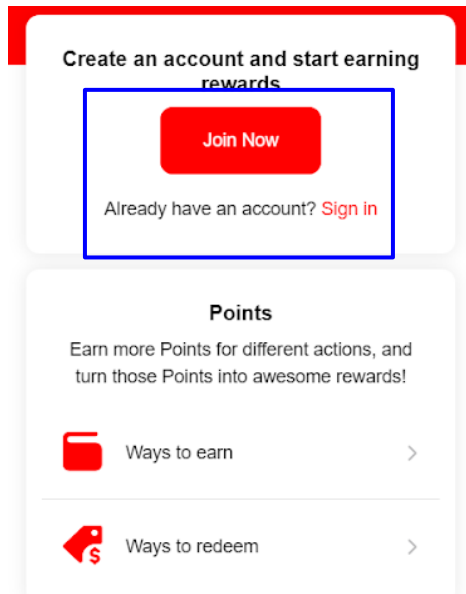 Create an account and start earning
rewards
Join Now
Already have an account? Sign in
Points
Earn more Points for different actions, and
turn those Points into awesome rewards!
Ways to earn
Ways to redeem